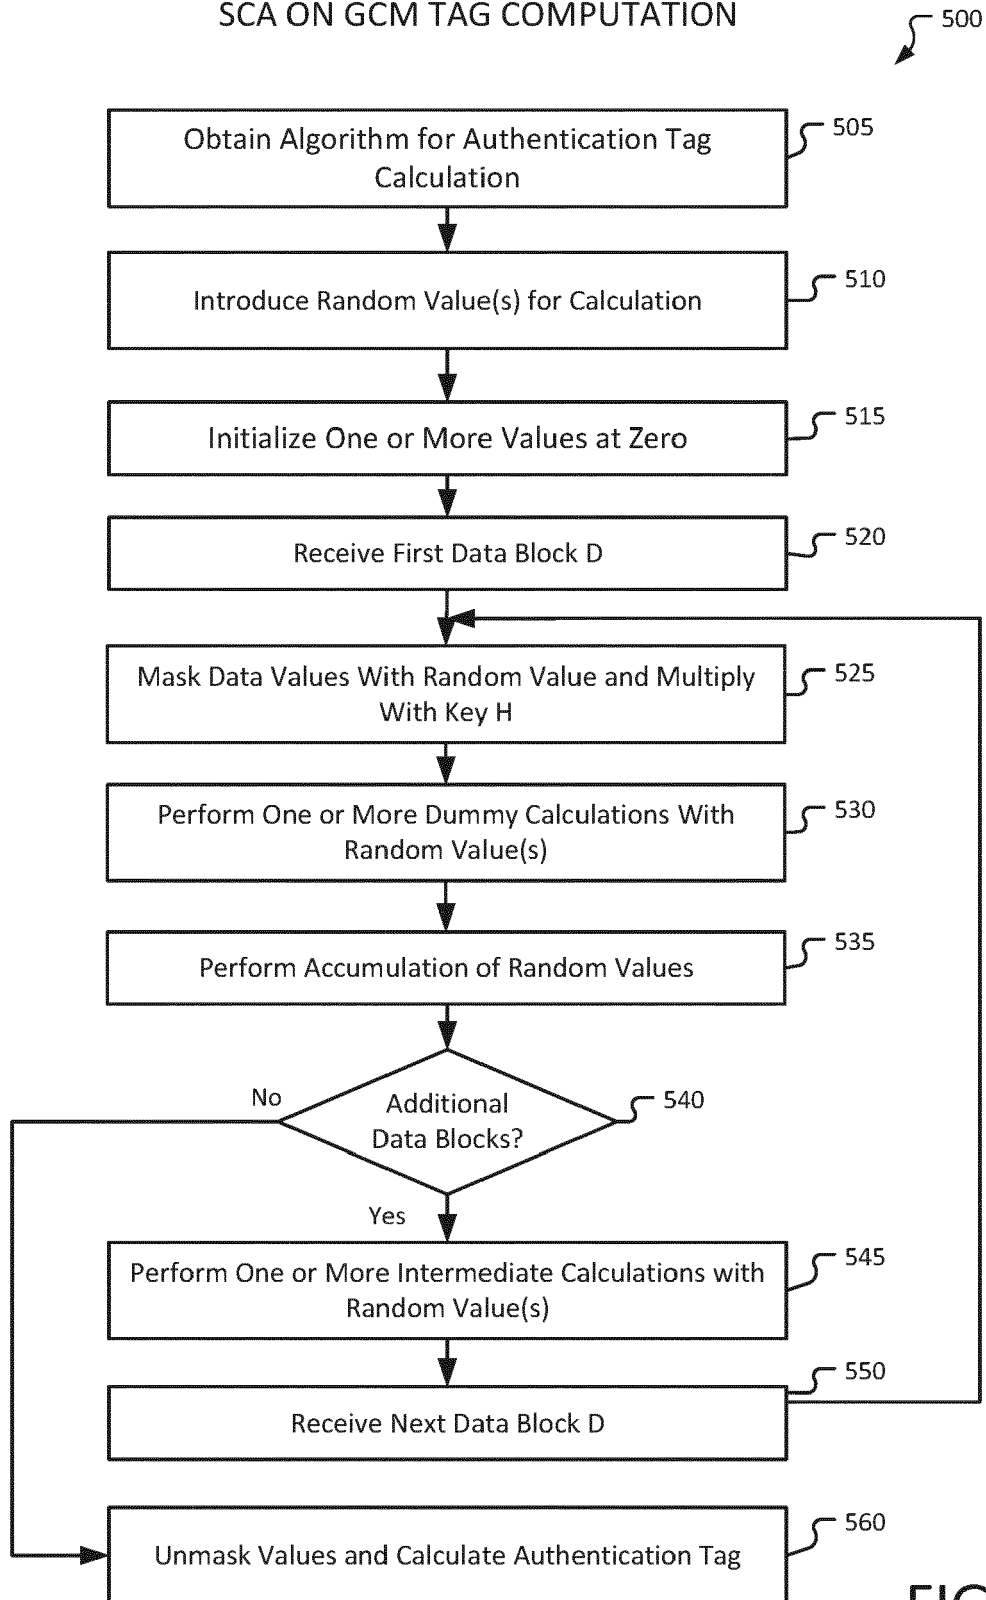 SCA ON GCM TAG COMPUTATION
500
Obtain Algorithm for Authentication Tag
Calculation
505
Introduce Random Value(s) for Calculation
510
Initialize One or More Values at Zero
515
Receive First Data Block D
520
Mask Data Values With Random Value and Multiply
With Key H
525
Perform One or More Dummy Calculations With
Random Value(s)
530
Perform Accumulation of Random Values
535
No
Additional
Data Blocks?
540
Yes
Perform One or More Intermediate Calculations with
Random Value(s)
545
Receive Next Data Block D
550
Unmask Values and Calculate Authentication Tag
560